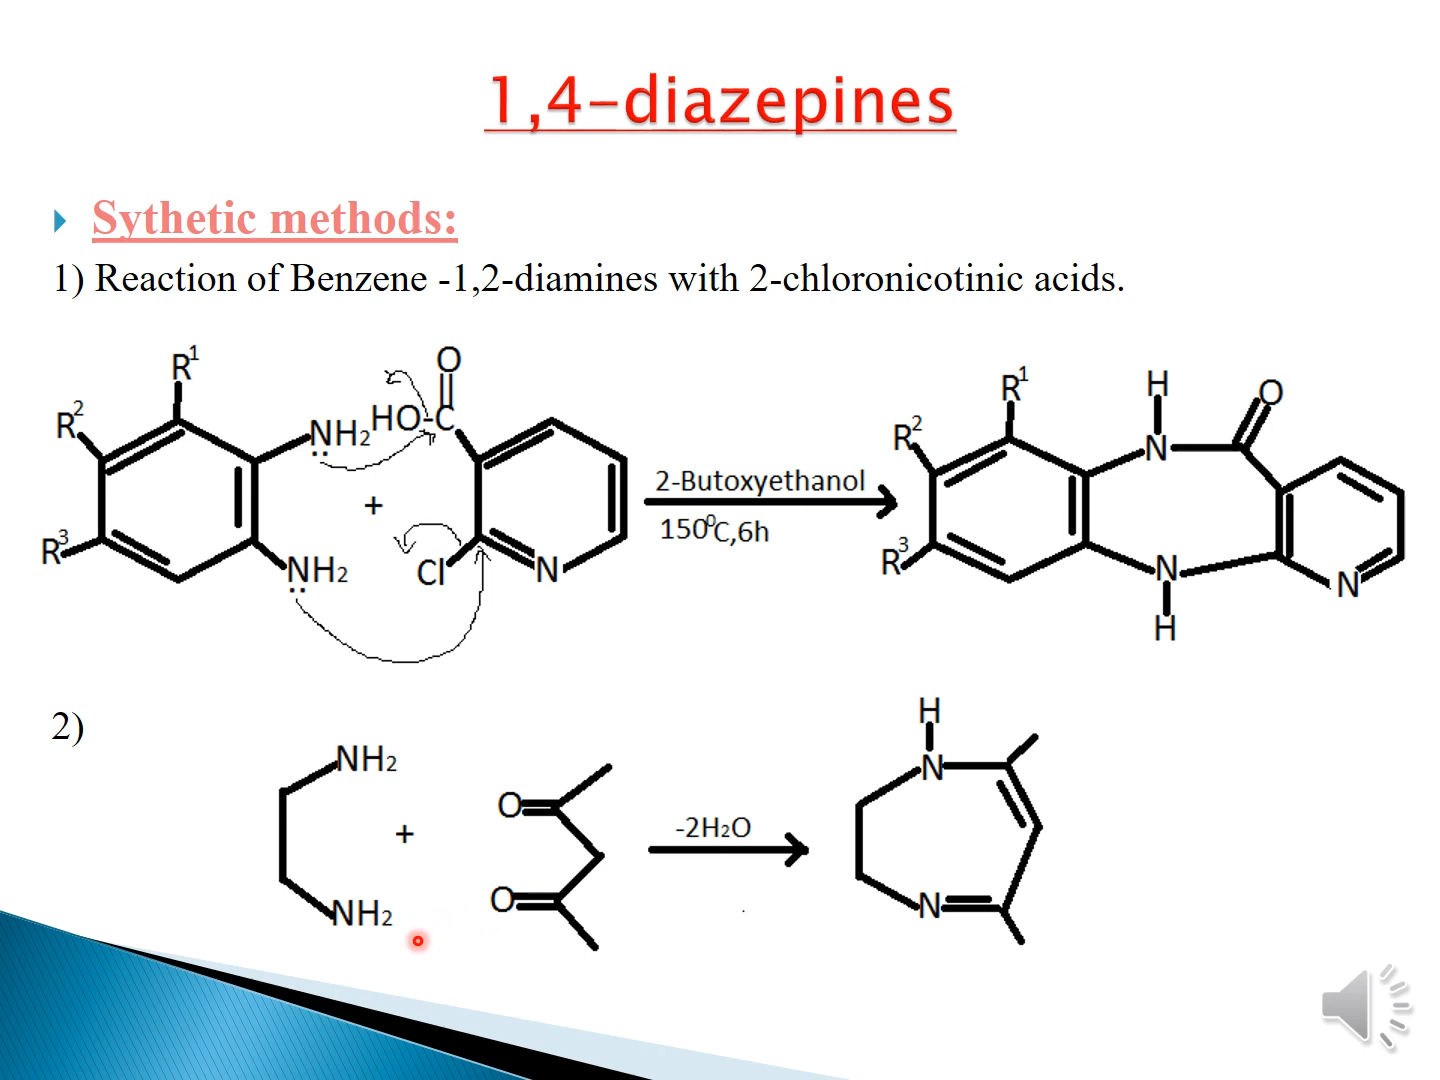 1,4-diazepines
Sythetic methods:
1) Reaction of Benzene -1,2-diamines with 2-chloronicotinic acids.
R1
R2
R3
NH2
NH2
+
O
HO-C
Cl
N
2-Butoxyethanol
150⁰C,6h
R1
R2
R3
H
N
O
N
H
N
2)
NH2
+
NH2
O
O
-2H2O
H
N
N